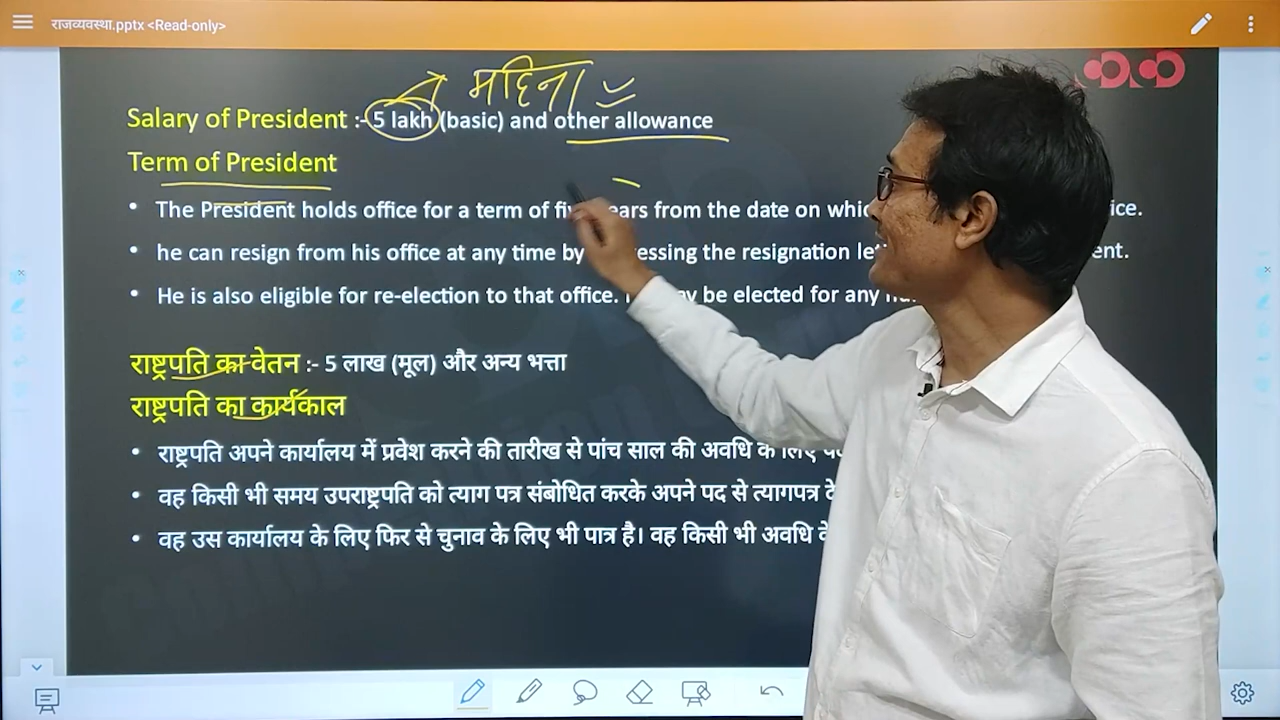 राजव्यवस्था.pptx <Read-only>
महिना
Salary of President :- 5 lakh (basic) and other allowance
Term of President
• The President holds office for a term of years from the date on ice.
• he can resign from his office at any time by essing the resignation ent.
• He is also eligible for re-election to that office. be elected for any
राष्ट्रपति का वेतन :- 5 लाख (मूल) और अन्य भत्ता
राष्ट्रपति का कार्यकाल
• राष्ट्रपति अपने कार्यालय में प्रवेश करने की तारीख से पांच साल की अवधि के लिए
• वह किसी भी समय उपराष्ट्रपति को त्याग पत्र संबोधित करके अपने पद से त्यागपत्र
• वह उस कार्यालय के लिए फिर से चुनाव के लिए भी पात्र है। वह किसी भी अवधि